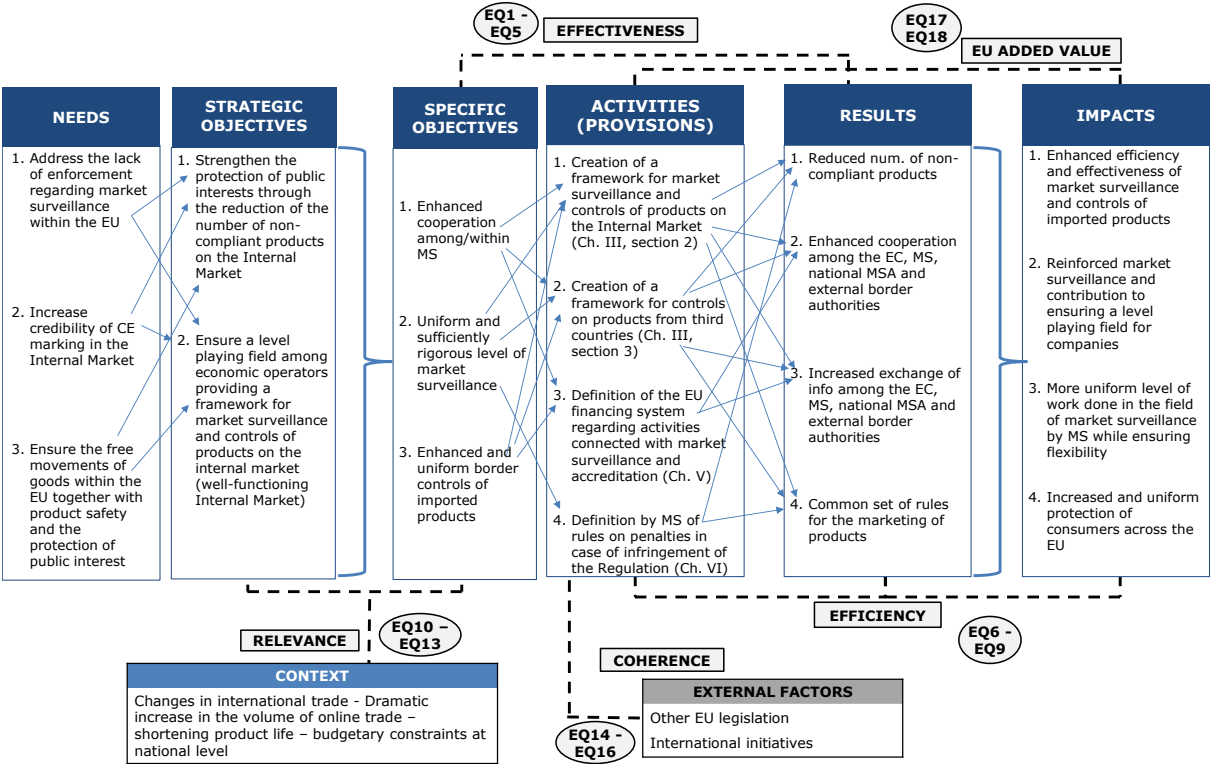 EQ1 -
EQ5
EFFECTIVENESS
EQ17
EQ18
EU ADDED VALUE
NEEDS
1. Address the lack
of enforcement
regarding market
surveillance
within the EU
2. Increase
credibility of CE
marking in the
Internal Market
3. Ensure the free
movements of
goods within the
EU together with
product safety
and the
protection of
public interest
STRATEGIC
OBJECTIVES
1. Strengthen the
protection of public
interests through
the reduction of the
number of non-
compliant products
on the Internal
Market
2. Ensure a level
playing field among
economic operators
providing a
framework for
market surveillance
and controls of
products on the
internal market
(well-functioning
Internal Market)
SPECIFIC
OBJECTIVES
1. Enhanced
cooperation
among/within
MS
2. Uniform and
sufficiently
rigorous level of
market
surveillance
3. Enhanced and
uniform border
controls of
imported
products
ACTIVITIES
(PROVISIONS)
1. Creation of a
framework for market
surveillance and
controls of products on
the Internal Market
(Ch. III, section 2)
2. Creation of a
framework for controls
on products from third
countries (Ch. III,
section 3)
3. Definition of the EU
financing system
regarding activities
connected with market
surveillance and
accreditation (Ch. V)
4. Definition by MS of
rules on penalties in
case of infringement of
the Regulation (Ch. VI)
RESULTS
1. Reduced num. of non-
compliant products
2. Enhanced cooperation
among the EC, MS,
national MSA and
external border
authorities
3. Increased exchange of
info among the EC,
MS, national MSA and
external border
authorities
4. Common set of rules
for the marketing of
products
IMPACTS
1. Enhanced efficiency
and effectiveness of
market surveillance
and controls of
imported products
2. Reinforced market
surveillance and
contribution to
ensuring a level
playing field for
companies
3. More uniform level of
work done in the field
of market surveillance
by MS while ensuring
flexibility
4. Increased and uniform
protection of
consumers across the
EU
RELEVANCE
EQ10 –
EQ13
EFFICIENCY
EQ6 -
EQ9
COHERENCE
EQ14 -
EQ16
CONTEXT
Changes in international trade - Dramatic
increase in the volume of online trade –
shortening product life – budgetary constraints at
national level
EXTERNAL FACTORS
Other EU legislation
International initiatives